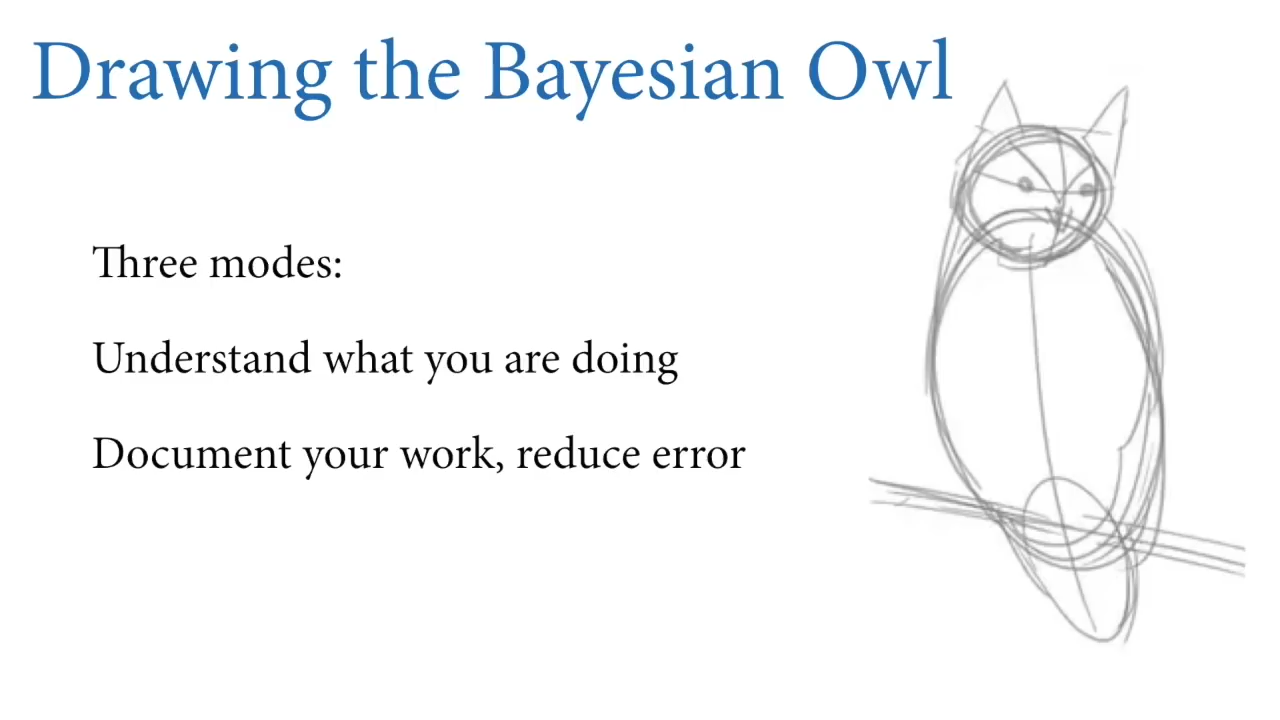 Drawing the Bayesian Owl
Three modes:
Understand what you are doing
Document your work, reduce error